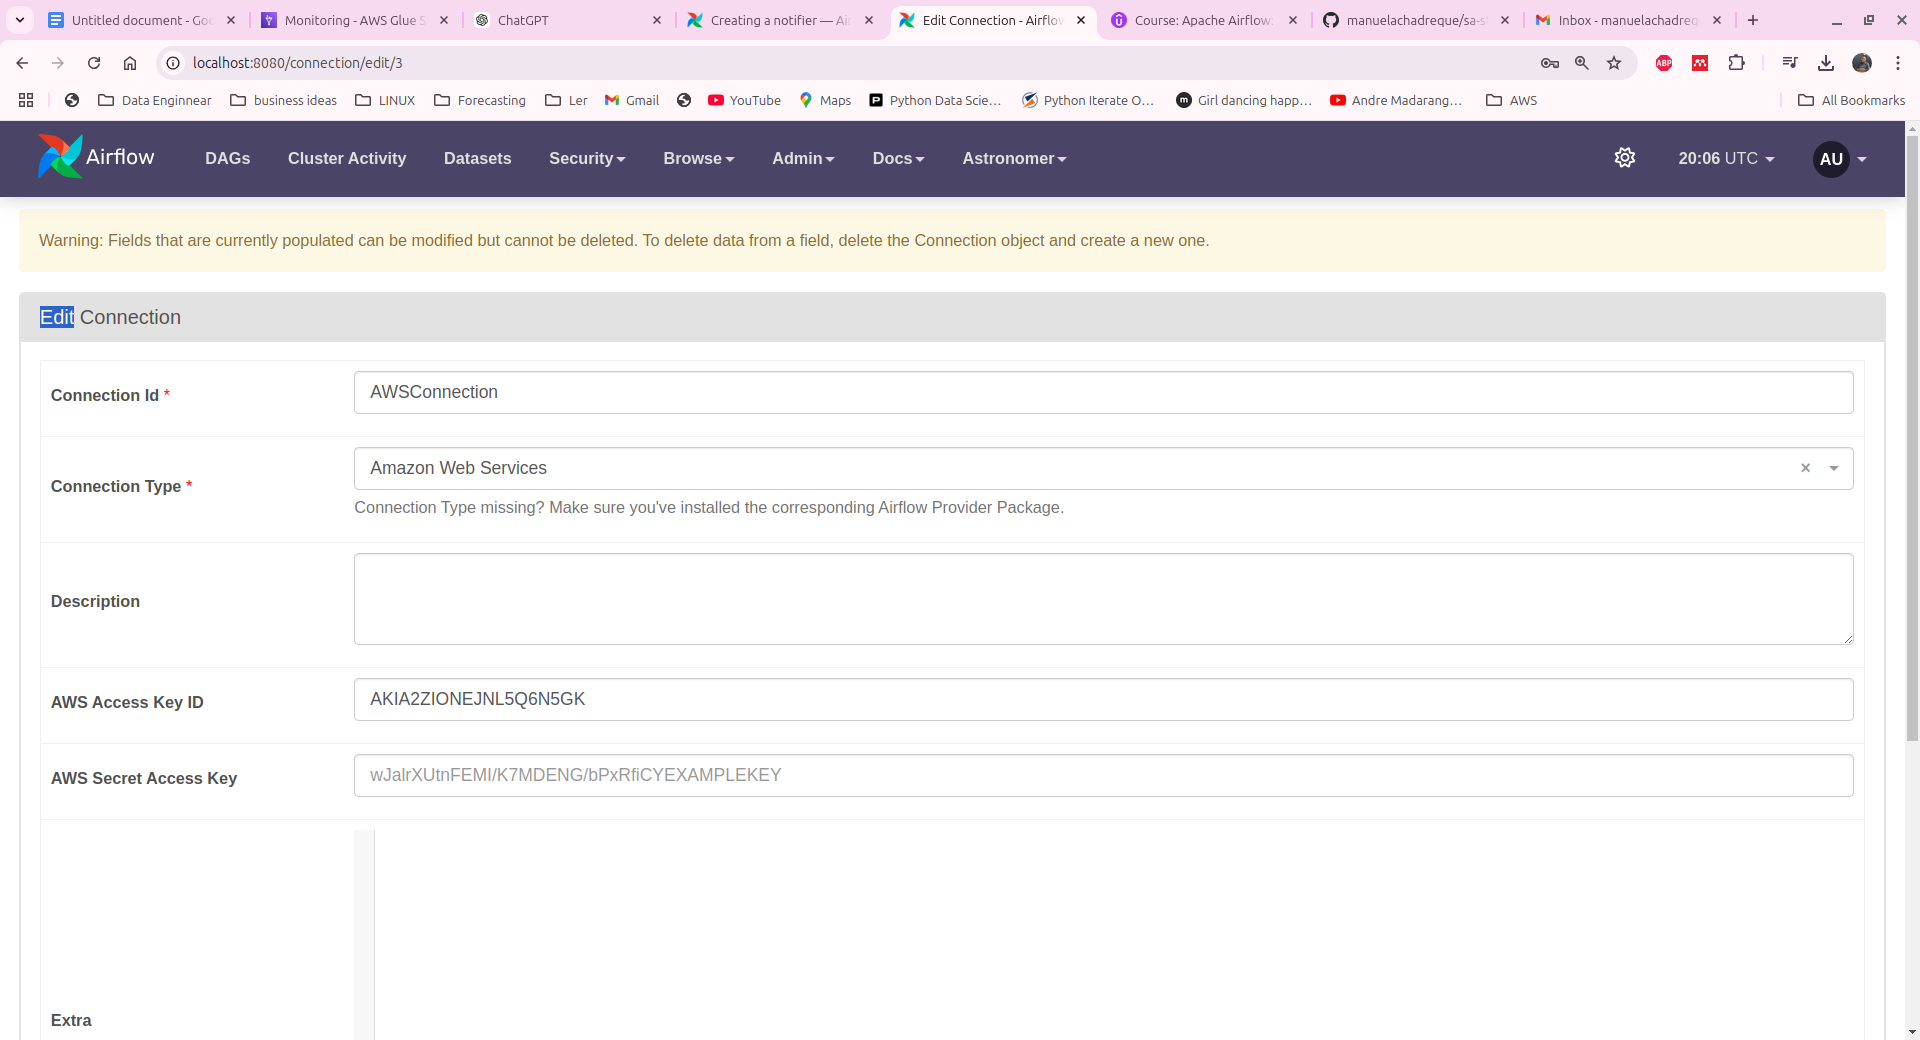 Untitled document - Goo
Monitoring - AWS Glue S
ChatGPT
Creating a notifier — Air
Edit Connection - Airflow
Course: Apache Airflow:
manuelachadreque/sa-s
Inbox - manuelachadreq
localhost:8080/connection/edit/3
ABP
Data Enginnear
business ideas
LINUX
Forecasting
Ler
Gmail
YouTube
Maps
Python Data Scie...
Python Iterate O...
Girl dancing happ...
Andre Madarang...
AWS
All Bookmarks
Airflow
DAGs
Cluster Activity
Datasets
Security
Browse
Admin
Docs
Astronomer
20:06 UTC
AU
Warning: Fields that are currently populated can be modified but cannot be deleted. To delete data from a field, delete the Connection object and create a new one.
Edit Connection
Connection Id *
AWSConnection
Connection Type *
Amazon Web Services
Connection Type missing? Make sure you've installed the corresponding Airflow Provider Package.
Description
AWS Access Key ID
AKIA2ZIONEJNL5Q6N5GK
AWS Secret Access Key
wJalrXUtnFEMI/K7MDENG/bPxRfiCYEXAMPLEKEY
Extra